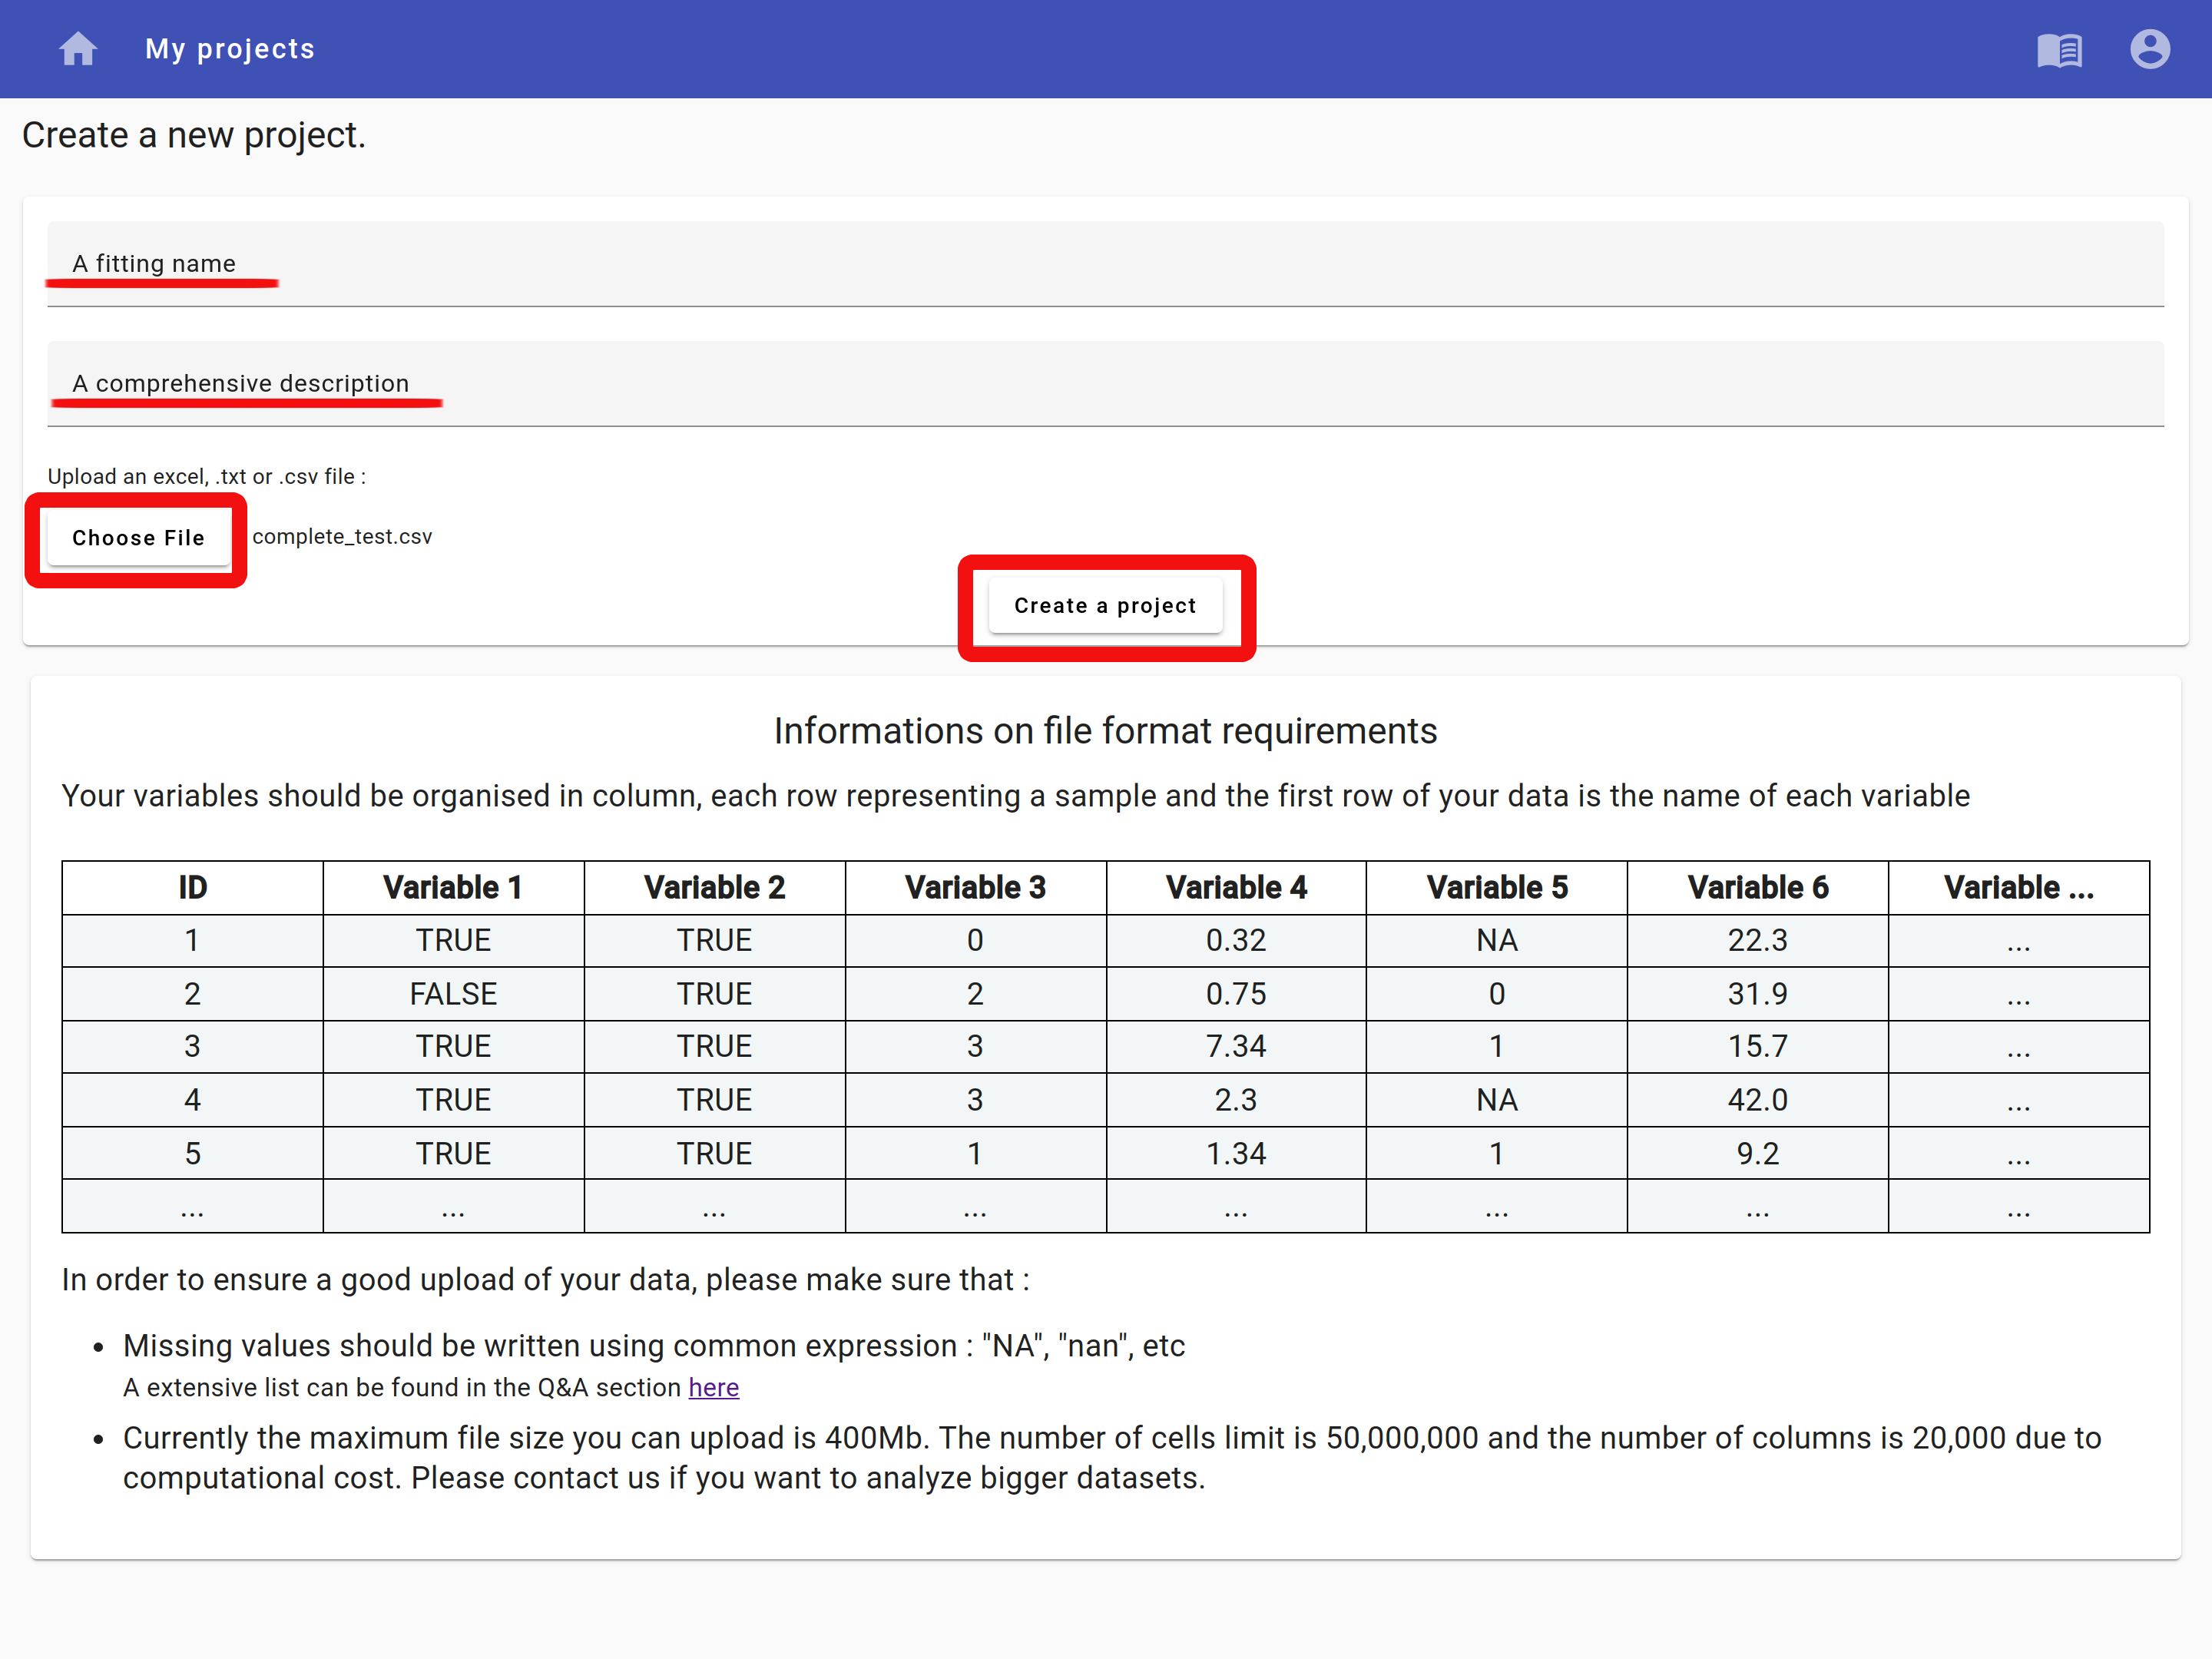 My projects
Create a new project.
A fitting name
A comprehensive description
Upload an excel, .txt or .csv file :
Choose File complete_test.csv
Create a project
Informations on file format requirements
Your variables should be organised in column, each row representing a sample and the first row of your data is the name of each variable
ID Variable 1 Variable 2 Variable 3 Variable 4 Variable 5 Variable 6 Variable ...
1 TRUE TRUE 0 0.32 NA 22.3 ...
2 FALSE TRUE 2 0.75 0 31.9 ...
3 TRUE TRUE 3 7.34 1 15.7 ...
4 TRUE TRUE 3 2.3 NA 42.0 ...
5 TRUE TRUE 1 1.34 1 9.2 ...
... ... ... ... ... ... ... ...
In order to ensure a good upload of your data, please make sure that :
• Missing values should be written using common expression : "NA", "nan", etc
A extensive list can be found in the Q&A section here
• Currently the maximum file size you can upload is 400Mb. The number of cells limit is 50,000,000 and the number of columns is 20,000 due to
computational cost. Please contact us if you want to analyze bigger datasets.